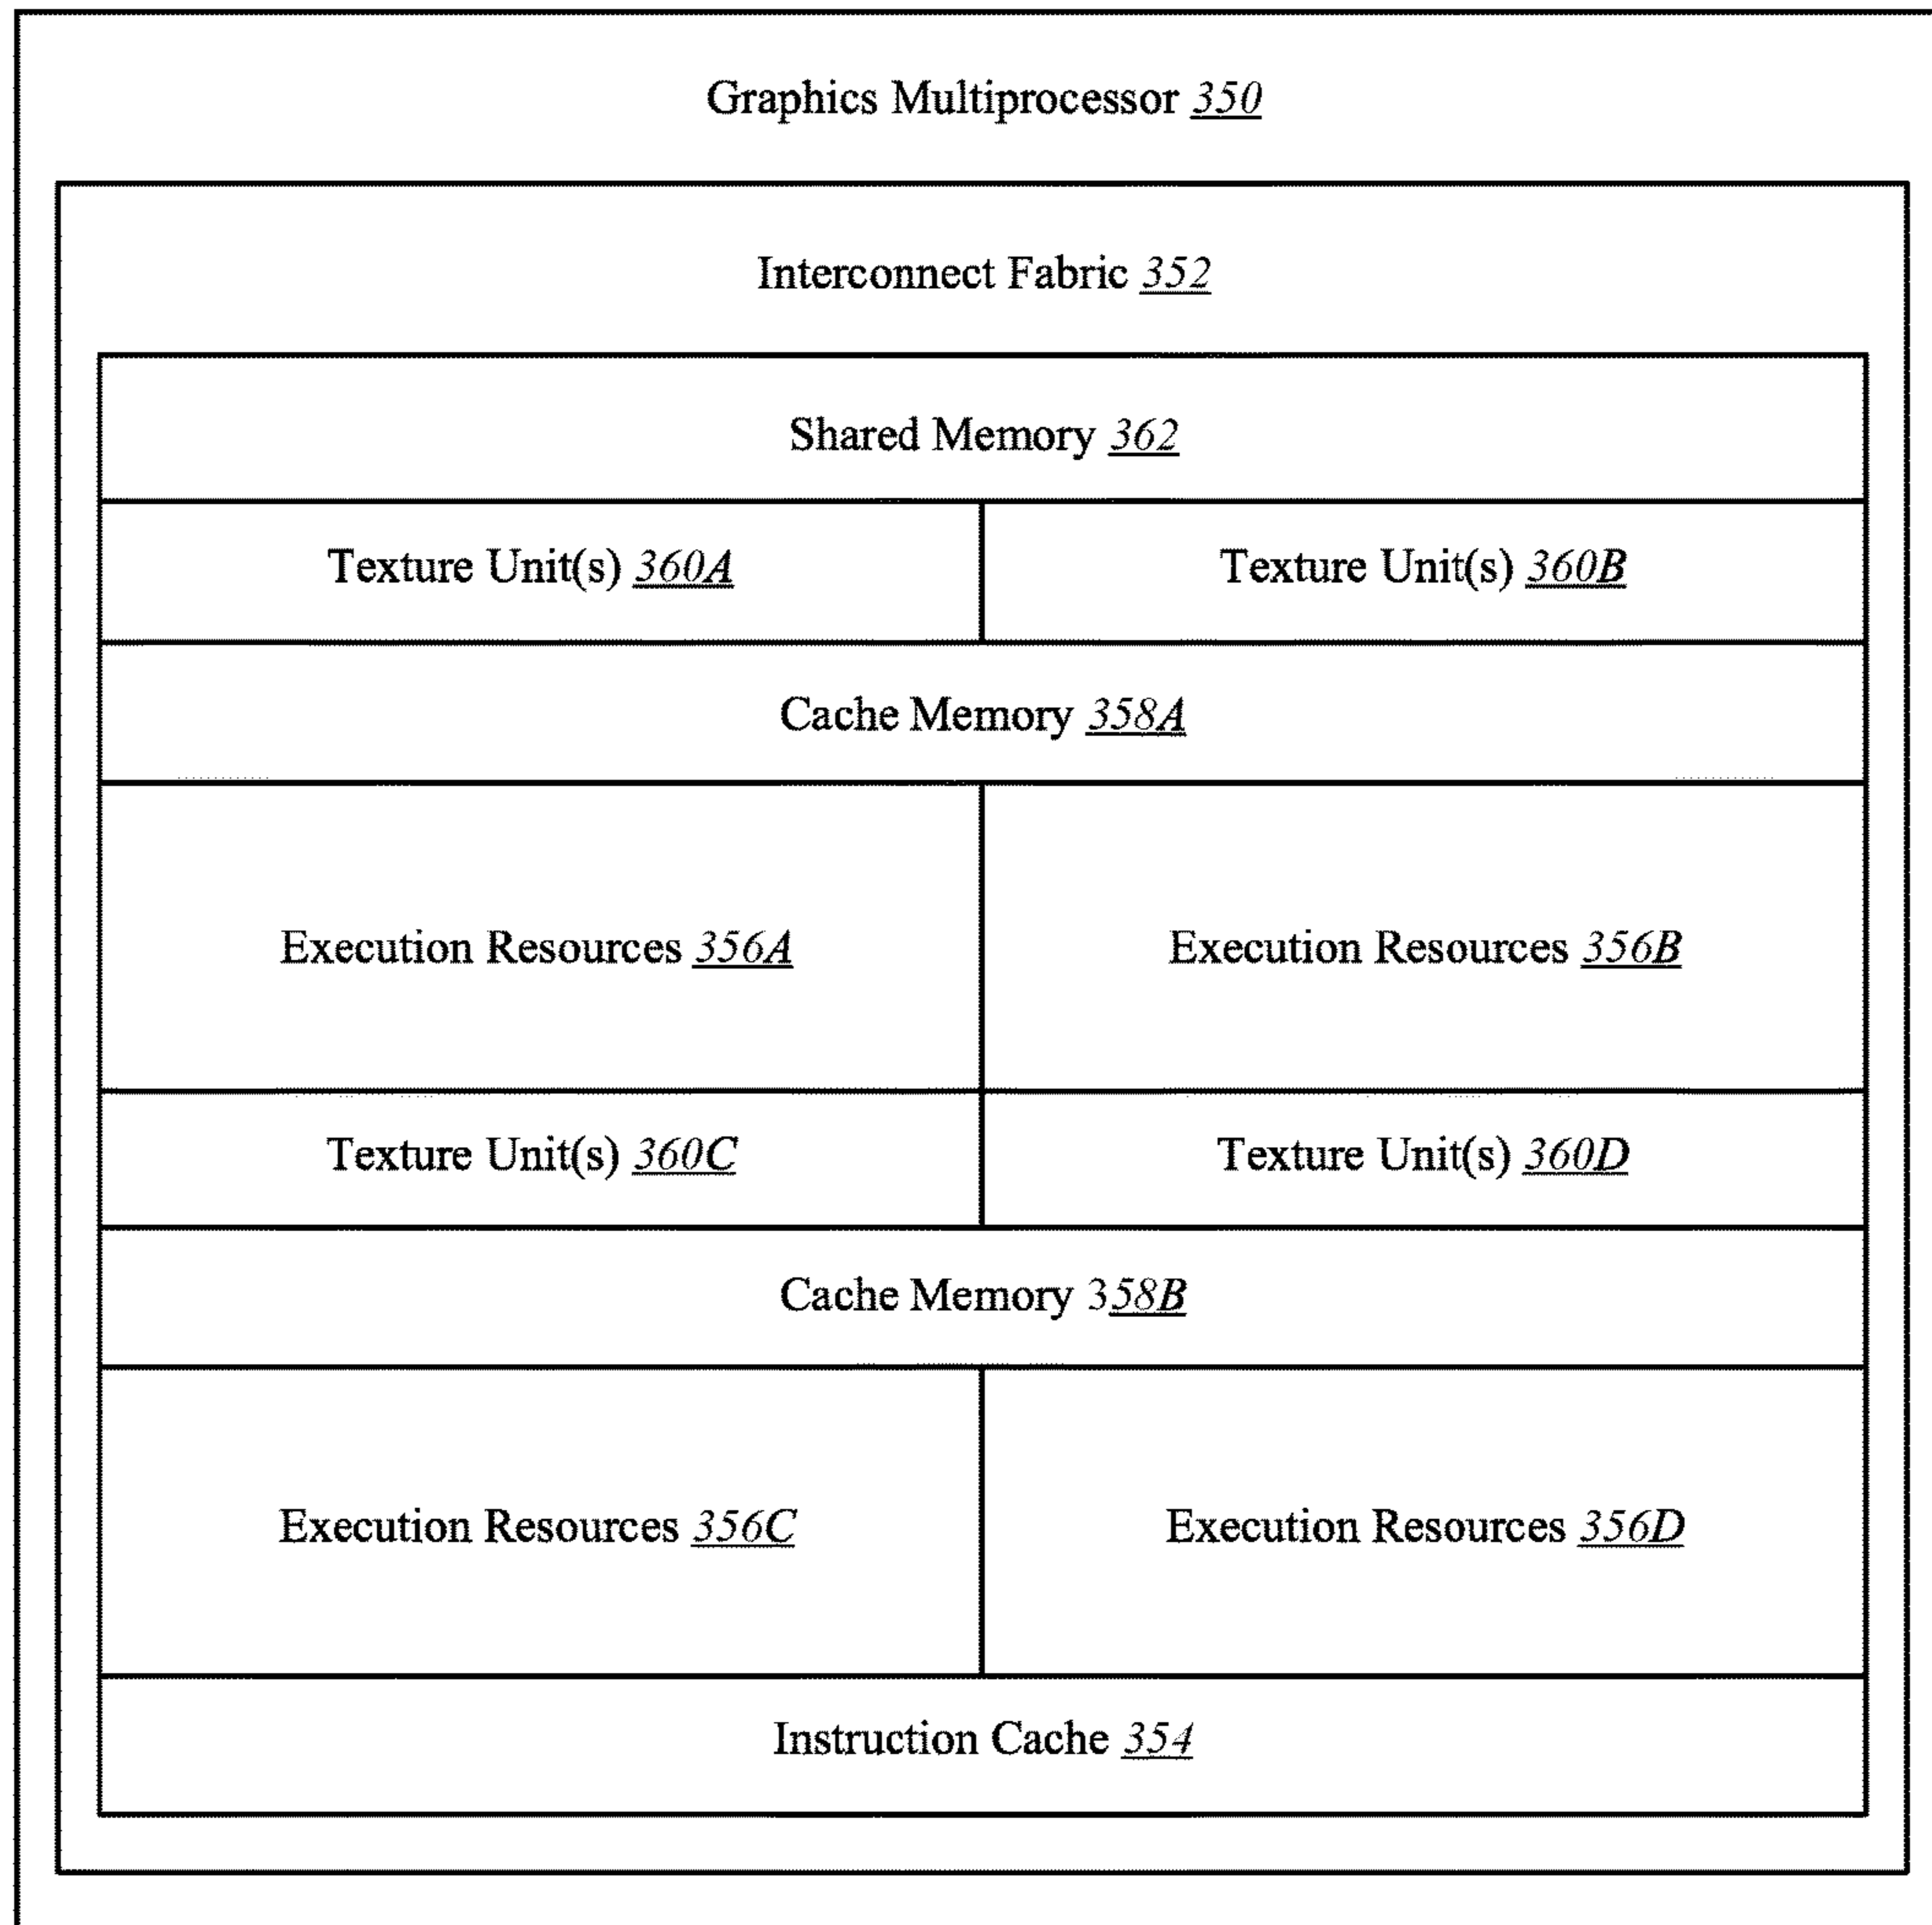 Graphics Multiprocessor 350
Interconnect Fabric 352
Shared Memory 362
Texture Unit(s) 360A
Texture Unit(s) 360B
Cache Memory 358A
Execution Resources 356A
Execution Resources 356B
Texture Unit(s) 360C
Texture Unit(s) 360D
Cache Memory 358B
Execution Resources 356C
Execution Resources 356D
Instruction Cache 354